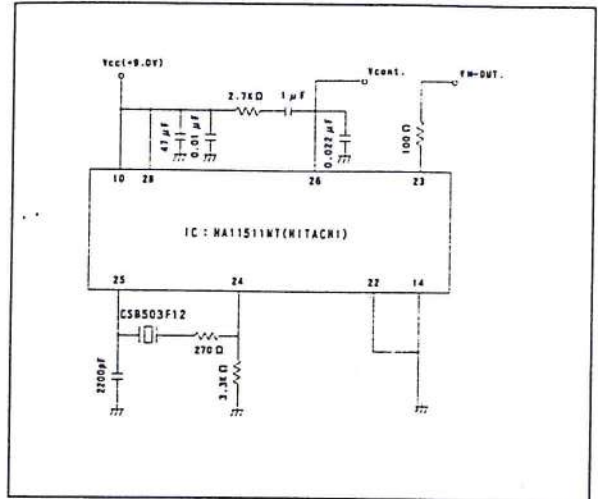 Vcc(+9.0V)
Vcont.
FH-OUT.
2.7KΩ
1μF
47μF
0.01μF
0.022μF
100Ω
10
28
26
23
IC : HA11511NT(HITACHI)
25
24
22
14
CSB503F12
270Ω
2200pF
3.3KΩ